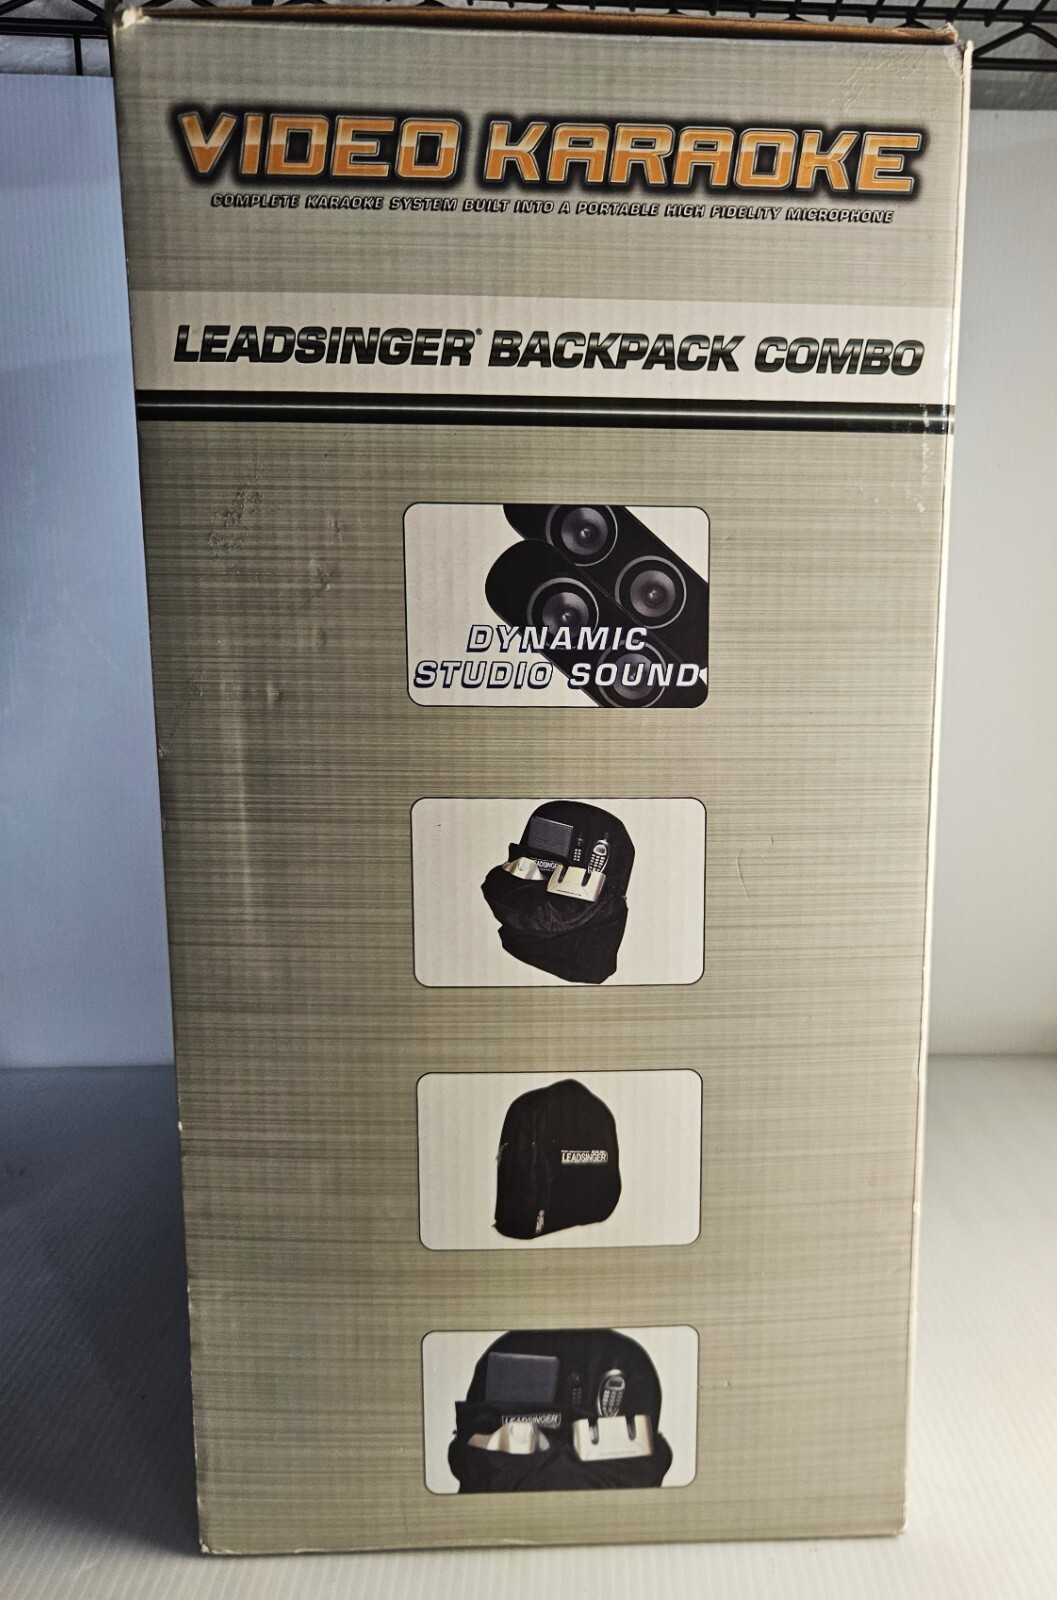 VIDEO KARAOKE
COMPLETE KARAOKE SYSTEM BUILT INTO A PORTABLE HIGH FIDELITY MICROPHONE
LEADSINGER® BACKPACK COMBO
DYNAMIC
STUDIO SOUND
LEADSINGER
LEADSINGER
LEADSINGER